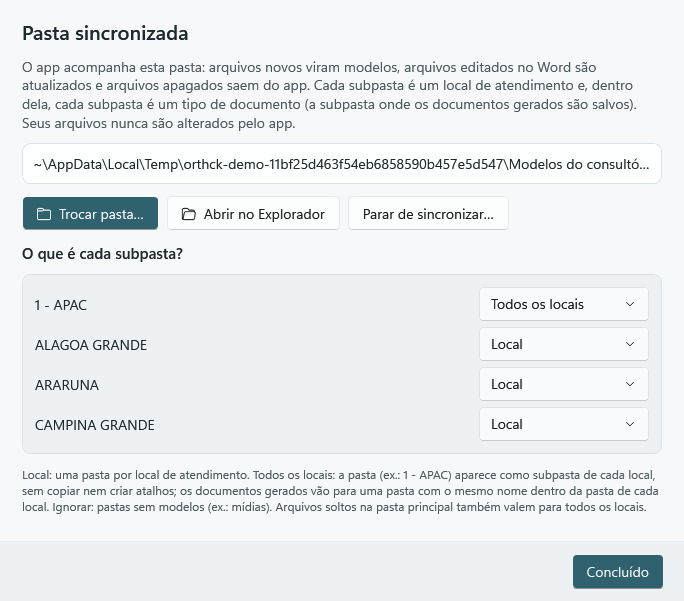 Pasta sincronizada
O app acompanha esta pasta: arquivos novos viram modelos, arquivos editados no Word são
atualizados e arquivos apagados saem do app. Cada subpasta é um local de atendimento e, dentro
dela, cada subpasta é um tipo de documento (a subpasta onde os documentos gerados são salvos).
Seus arquivos nunca são alterados pelo app.
~\AppData\Local\Temp\orthck-demo-11bf25d463f54eb6858590b457e5d547\Modelos do consultó...
Trocar pasta... Abrir no Explorador Parar de sincronizar...
O que é cada subpasta?
1 - APAC Todos os locais
ALAGOA GRANDE Local
ARARUNA Local
CAMPINA GRANDE Local
Local: uma pasta por local de atendimento. Todos os locais: a pasta (ex.: 1 - APAC) aparece como subpasta de cada local,
sem copiar nem criar atalhos; os documentos gerados vão para uma pasta com o mesmo nome dentro da pasta de cada
local. Ignorar: pastas sem modelos (ex.: mídias). Arquivos soltos na pasta principal também valem para todos os locais.
Concluído